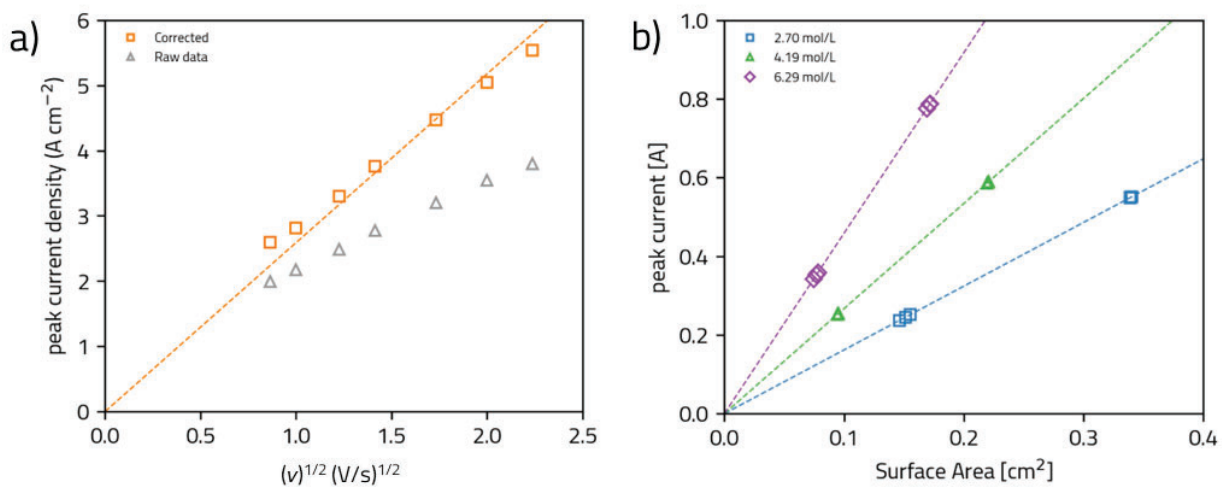 a)
Corrected
Raw data
peak current density (A cm⁻²)
6
5
4
3
2
1
0
0.0 0.5 1.0 1.5 2.0 2.5
(v)^1/2 (V/s)^1/2
b)
2.70 mol/L
4.19 mol/L
6.29 mol/L
peak current [A]
1.0
0.8
0.6
0.4
0.2
0.0
0.0 0.1 0.2 0.3 0.4
Surface Area [cm²]